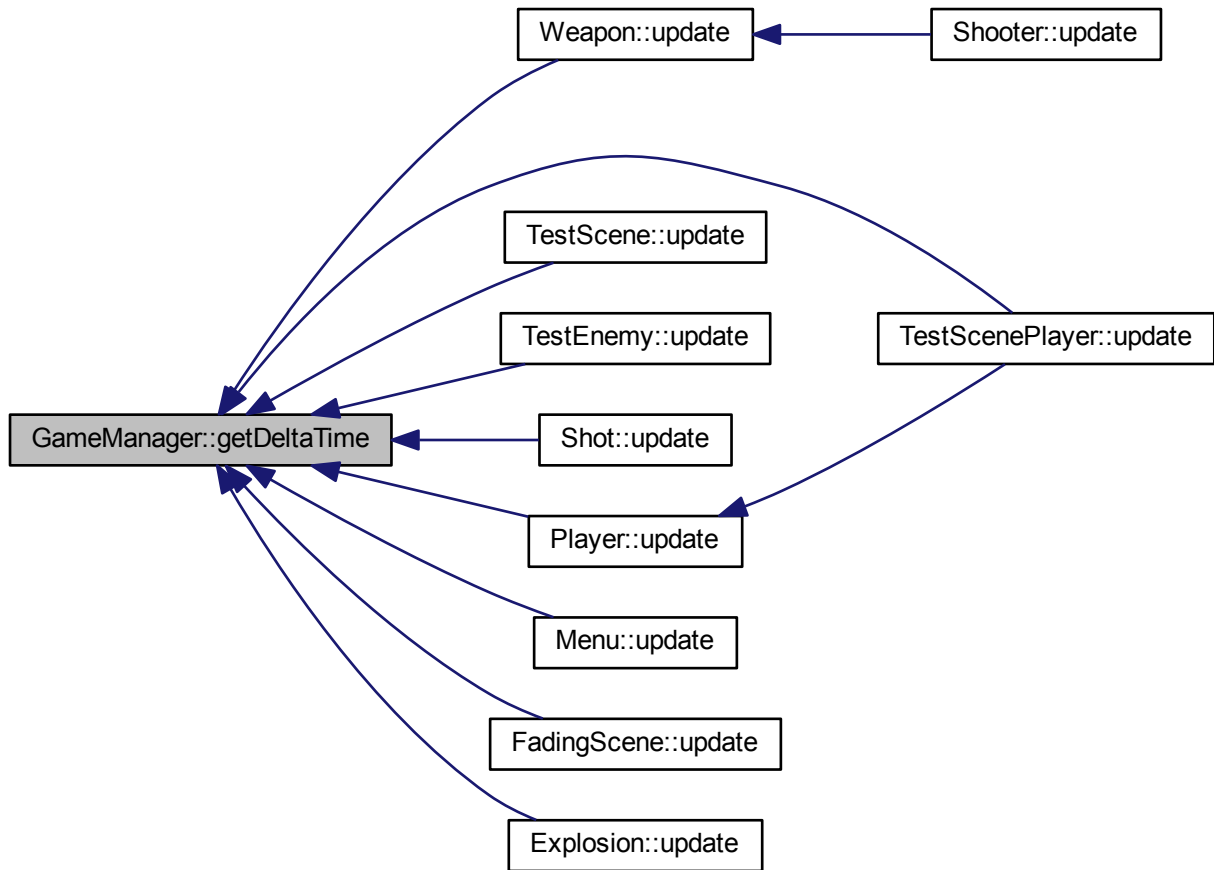 Weapon::update
Shooter::update
TestScene::update
TestEnemy::update
TestScenePlayer::update
GameManager::getDeltaTime
Shot::update
Player::update
Menu::update
FadingScene::update
Explosion::update